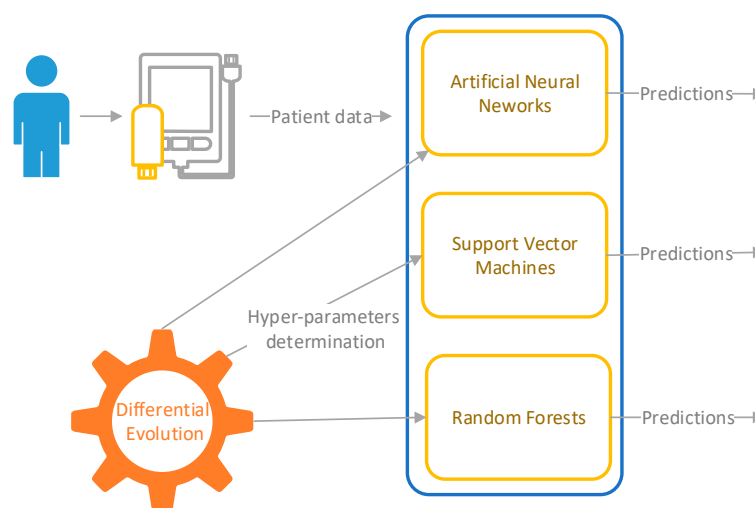 Artificial Neural
Neworks
Predictions
Patient data
Support Vector
Machines
Predictions
Hyper-parameters
determination
Differential
Evolution
Random Forests
Predictions